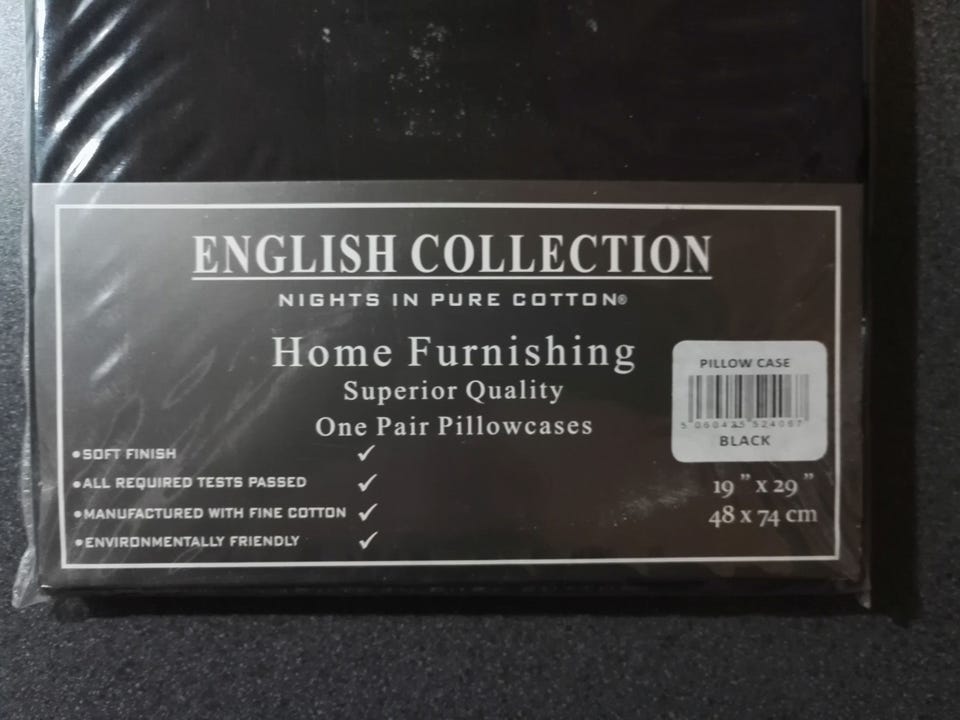 ENGLISH COLLECTION
NIGHTS IN PURE COTTON®
Home Furnishing
Superior Quality
One Pair Pillowcases
•SOFT FINISH ✓
•ALL REQUIRED TESTS PASSED ✓
•MANUFACTURED WITH FINE COTTON ✓
•ENVIRONMENTALLY FRIENDLY ✓
PILLOW CASE
BLACK
19 " x 29 "
48 x 74 cm